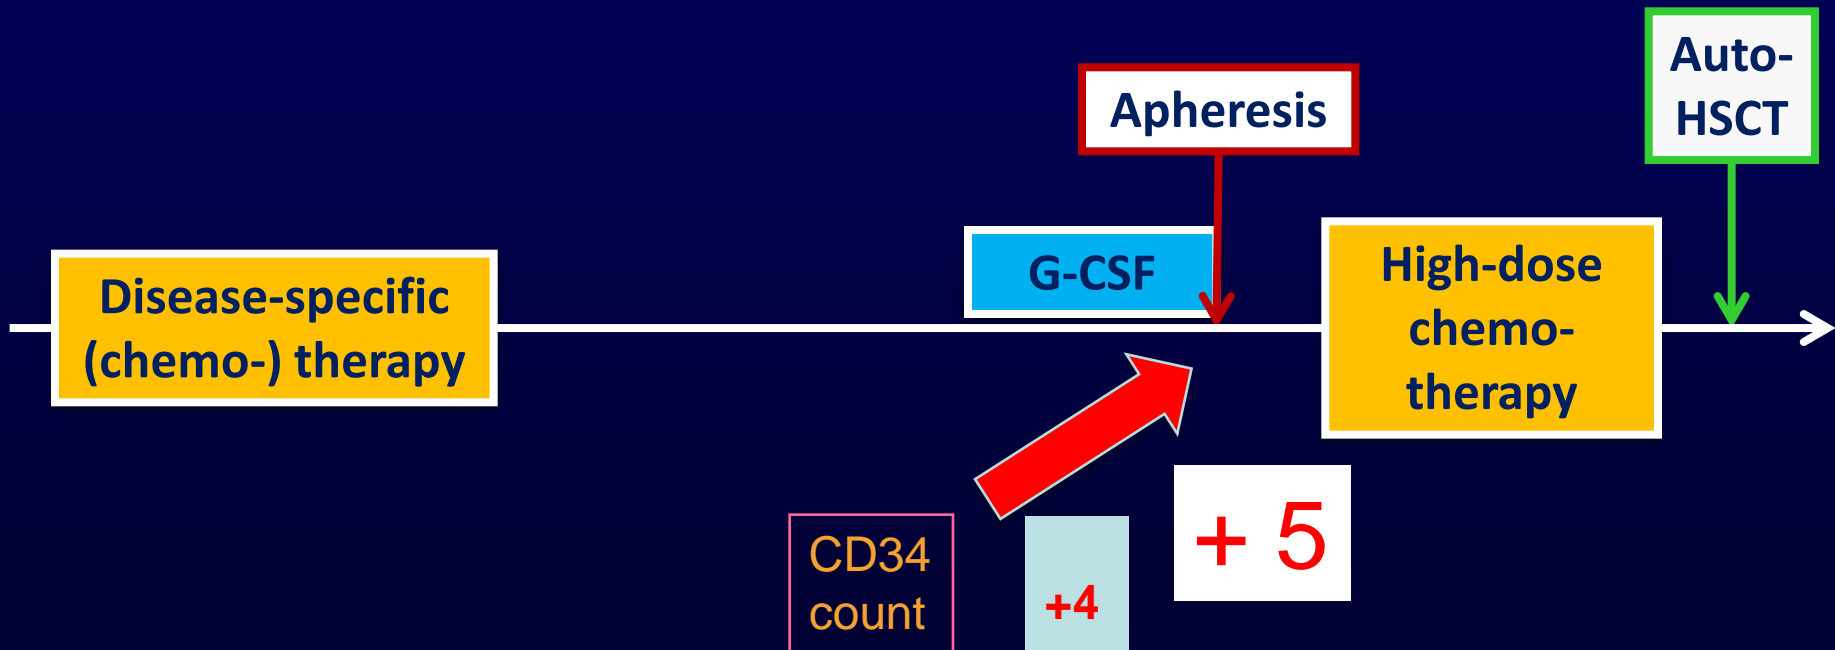 Auto-
HSCT
Apheresis
G-CSF
Disease-specific
(chemo-) therapy
High-dose
chemo-
therapy
CD34
count
+4
+ 5